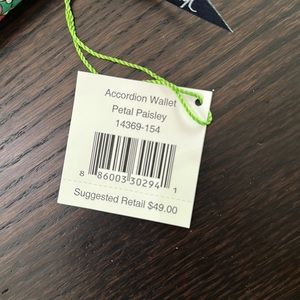 Accordion Wallet
Petal Paisley
14369-154
8 86003 30294 1
Suggested Retail $49.00